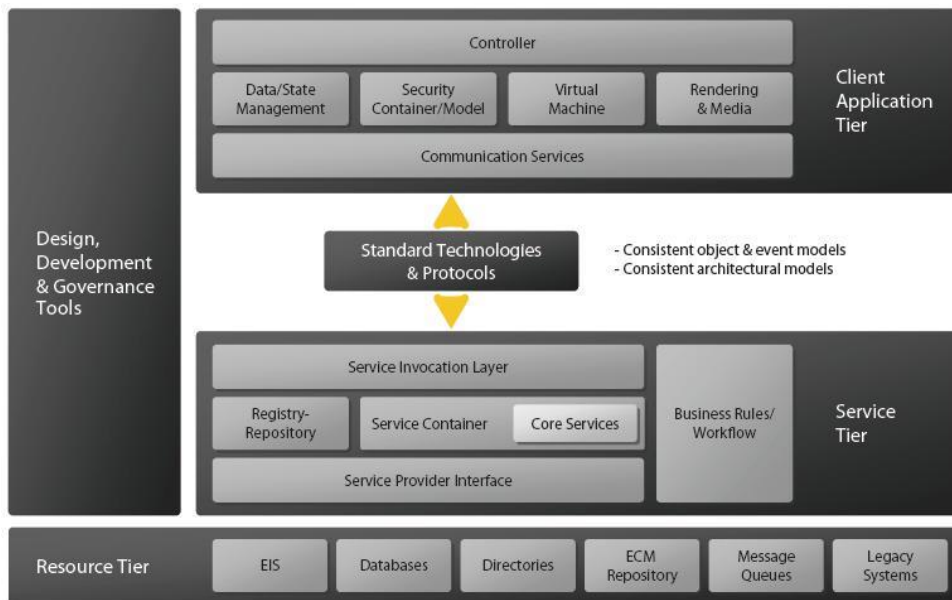 Controller
Data/State
Management
Security
Container/Model
Virtual
Machine
Rendering
& Media
Communication Services
Client
Application
Tier
Design,
Development
& Governance
Tools
Standard Technologies
& Protocols
- Consistent object & event models
- Consistent architectural models
Service Invocation Layer
Registry-
Repository
Service Container
Core Services
Service Provider Interface
Business Rules/
Workflow
Service
Tier
Resource Tier
EIS
Databases
Directories
ECM
Repository
Message
Queues
Legacy
Systems